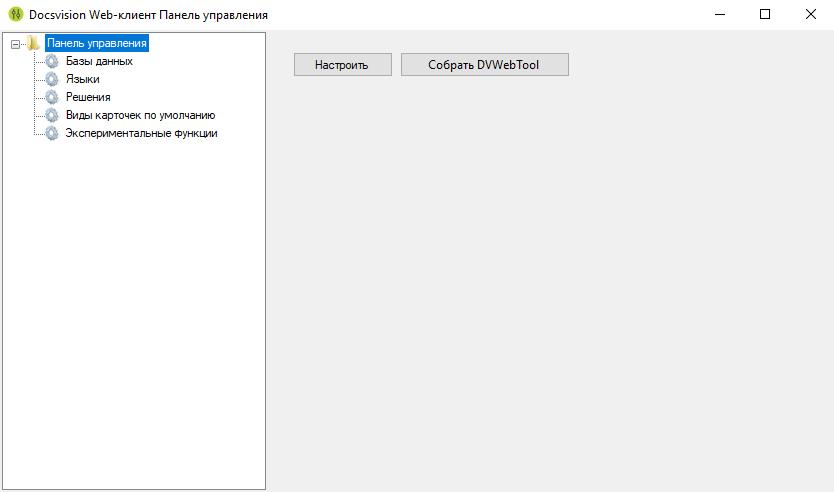 Docsvision Web-клиент Панель управления
Панель управления
Базы данных
Языки
Решения
Виды карточек по умолчанию
Экспериментальные функции
Настроить
Собрать DVWebTool